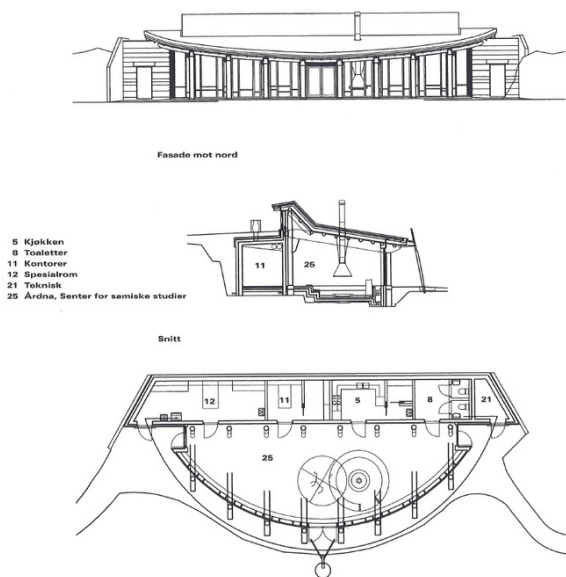 Fasade mot nord
5 Kjøkken
8 Toaletter
11 Kontorer
12 Spesialrom
21 Teknisk
25 Árdna, Senter for samiske studier
11
25
Snitt
12
11
5
8
21
25